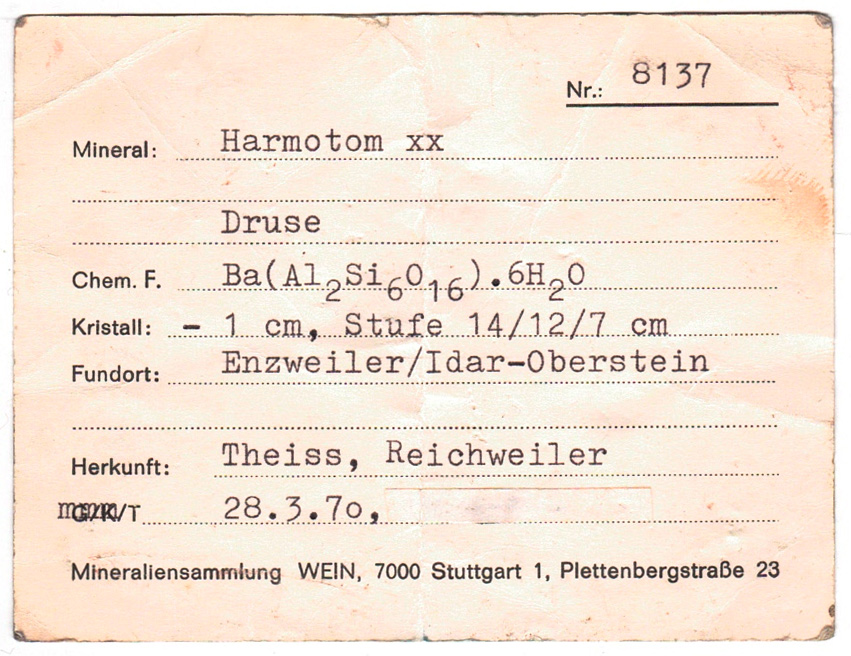 Nr.: 8137
Mineral: Harmotom xx
Druse
Chem. F. Ba(Al₂Si₆O₁₆).6H₂O
Kristall: - 1 cm, Stufe 14/12/7 cm
Fundort: Enzweiler/Idar-Oberstein
Herkunft: Theiss, Reichweiler
G/K/T 28.3.7o,
Mineraliensammlung WEIN, 7000 Stuttgart 1, Plettenbergstraße 23